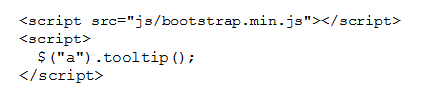 <script src="js/bootstrap.min.js"></script>
<script>
  $("a").tooltip();
</script>